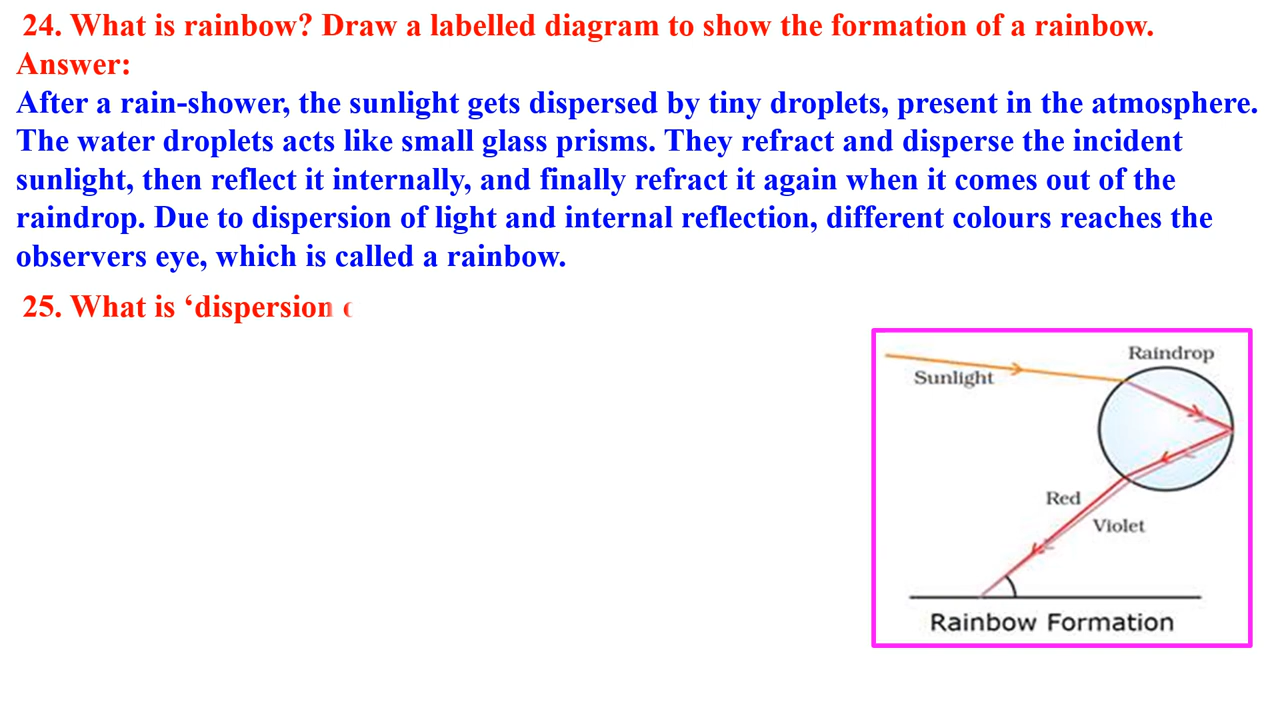 24. What is rainbow? Draw a labelled diagram to show the formation of a rainbow.
Answer:
After a rain-shower, the sunlight gets dispersed by tiny droplets, present in the atmosphere.
The water droplets acts like small glass prisms. They refract and disperse the incident
sunlight, then reflect it internally, and finally refract it again when it comes out of the
raindrop. Due to dispersion of light and internal reflection, different colours reaches the
observers eye, which is called a rainbow.
25. What is ‘dispersion
Raindrop
Sunlight
Red
Violet
Rainbow Formation